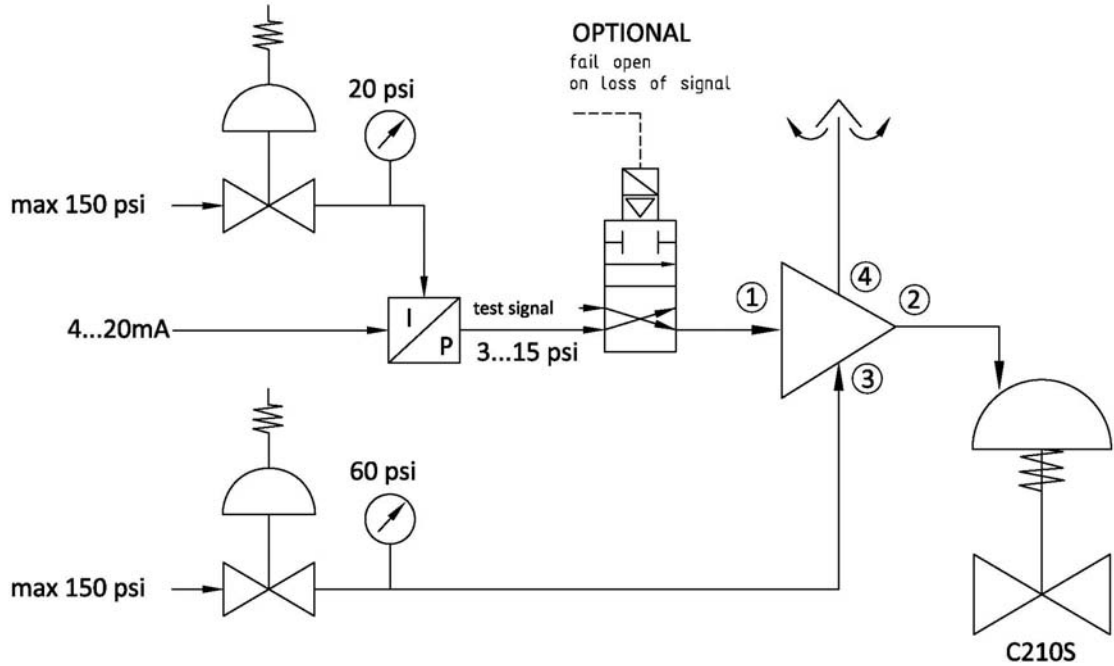 OPTIONAL
fail open
on loss of signal
20 psi
max 150 psi
① ④ ②
test signal
4...20mA
I
P
3...15 psi
③
60 psi
max 150 psi
C210S